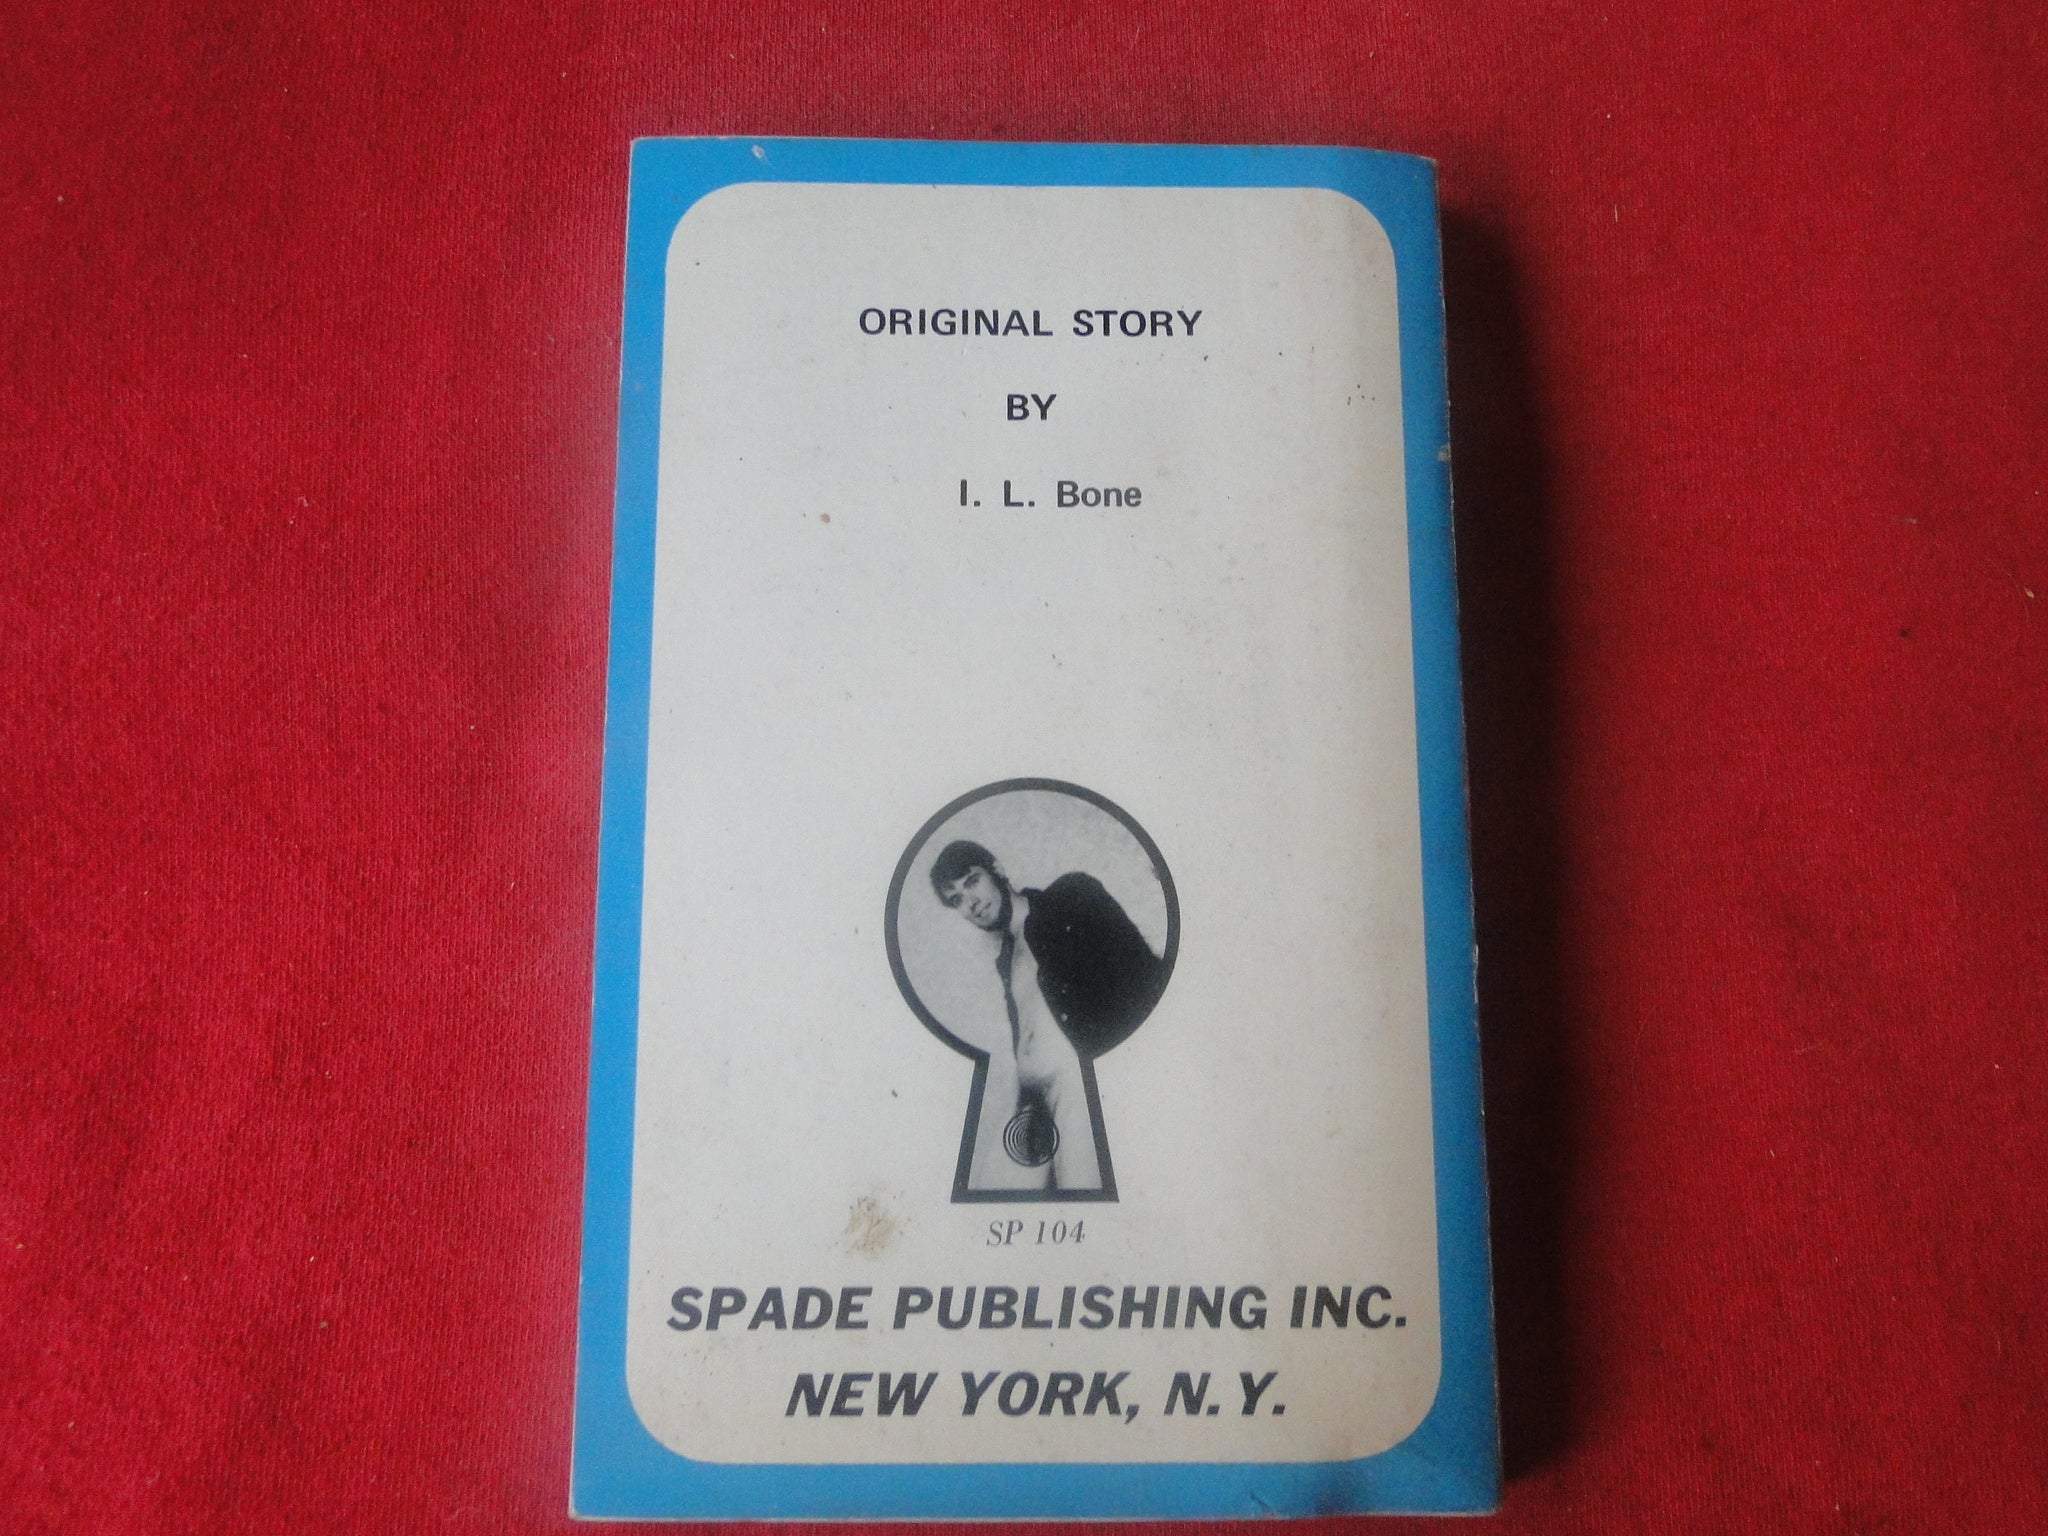 ORIGINAL STORY
BY
I. L. Bone
SP 104
SPADE PUBLISHING INC.
NEW YORK, N.Y.